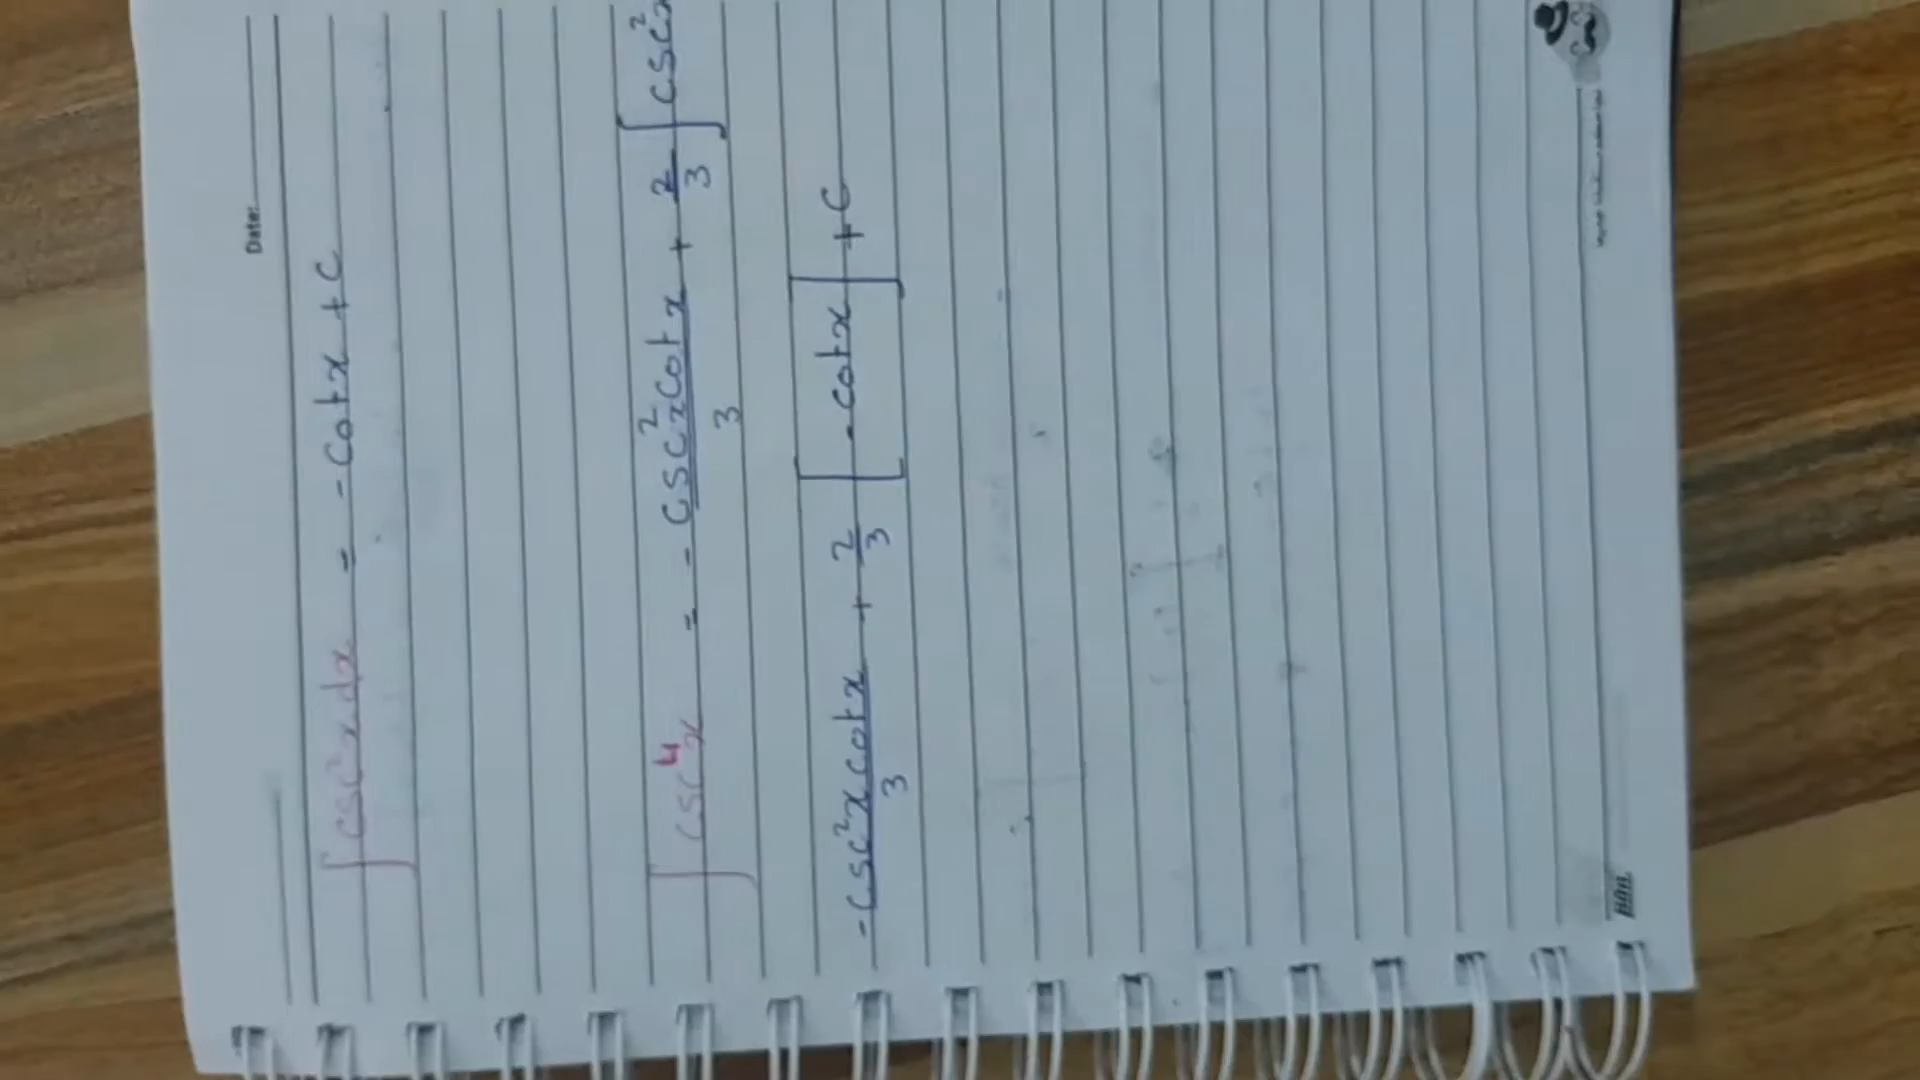 Date:
∫csc²x dx = -cotx + c
∫csc⁴x = - csc²x cotx / 3 + 2/3 ∫csc²x
-csc²x cotx / 3 + 2/3 [-cotx] + c